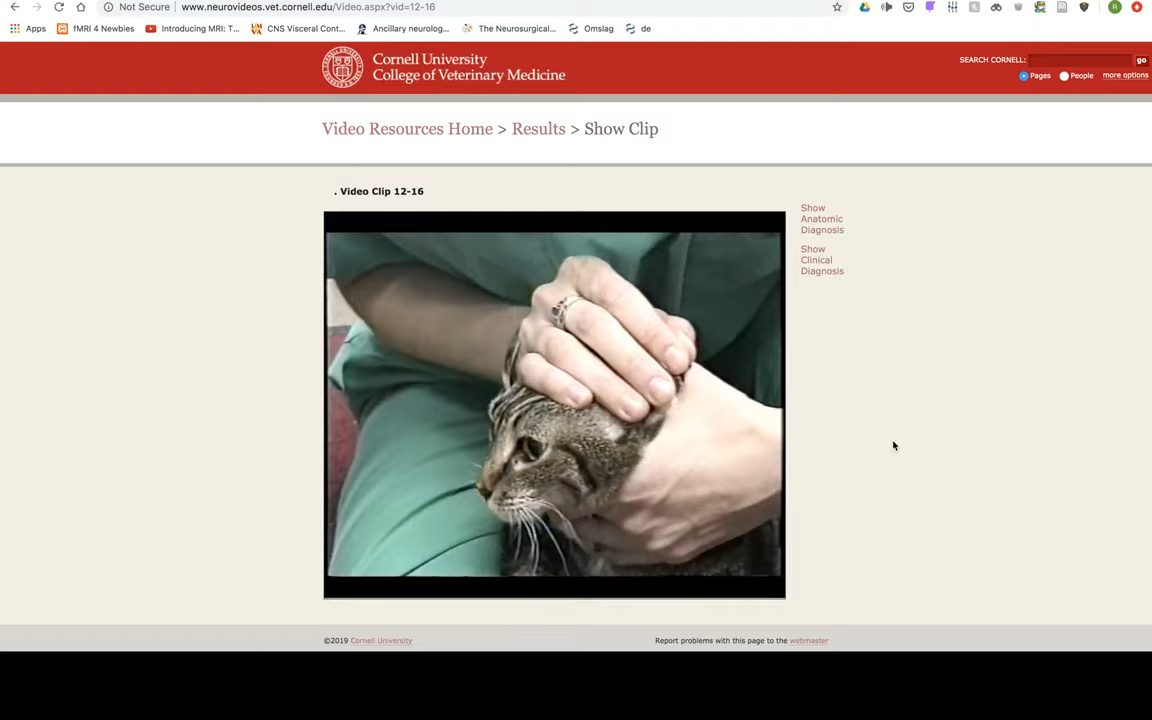 Not Secure www.neurovideos.vet.cornell.edu/Video.aspx?vid=12-16
Apps fMRI 4 Newbies Introducing MRI: T... CNS Visceral Cont... Ancillary neurolog... The Neurosurgical... Omslag de
R
Cornell University
College of Veterinary Medicine
SEARCH CORNELL: go
Pages People more options
Video Resources Home > Results > Show Clip
. Video Clip 12-16
Show
Anatomic
Diagnosis
Show
Clinical
Diagnosis
©2019 Cornell University
Report problems with this page to the webmaster